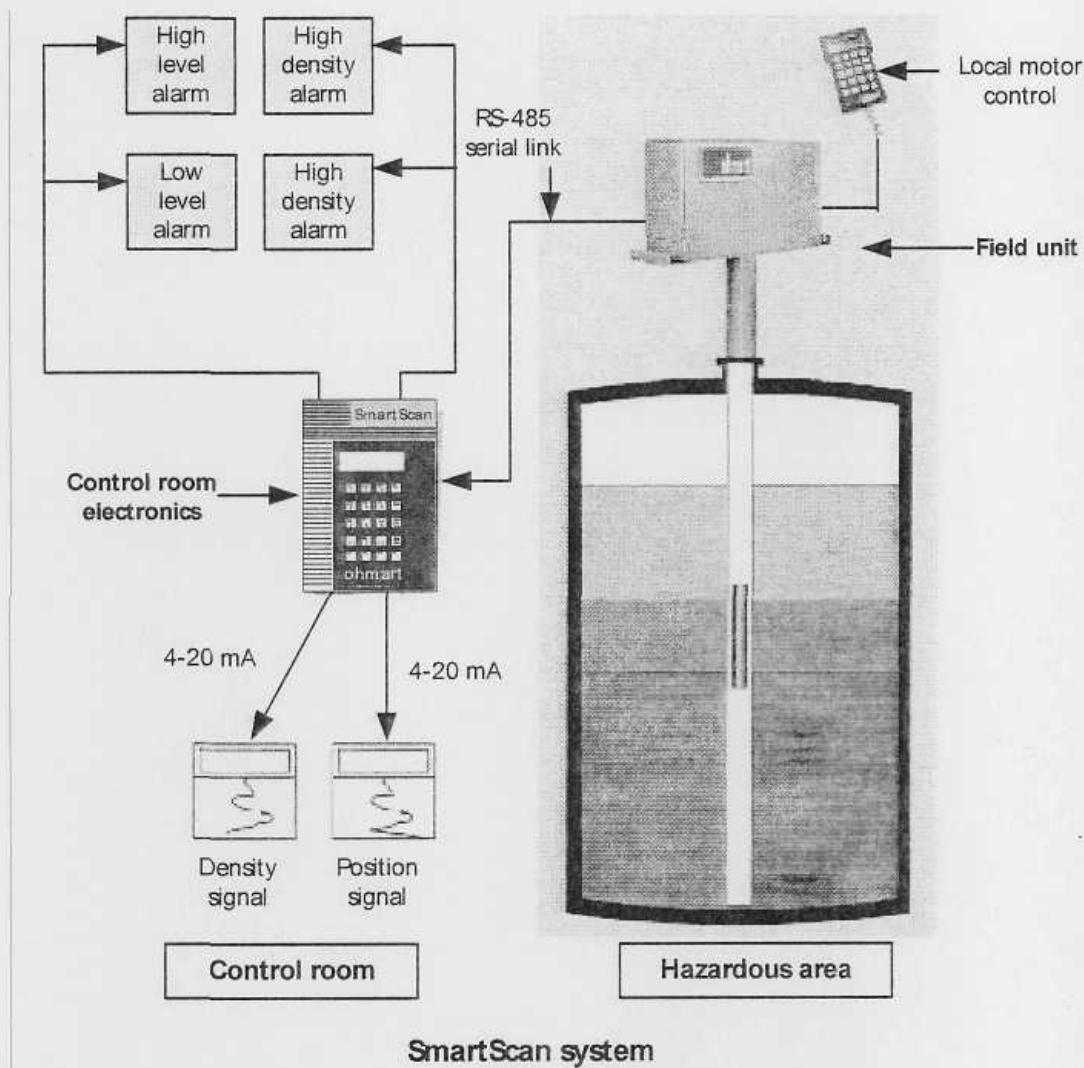 High
level
alarm
High
density
alarm
Low
level
alarm
High
density
alarm
RS-485
serial link
Local motor
control
Field unit
SmartScan
ohmart
Control room
electronics
4-20 mA
4-20 mA
Density
signal
Position
signal
Control room
Hazardous area
SmartScan system